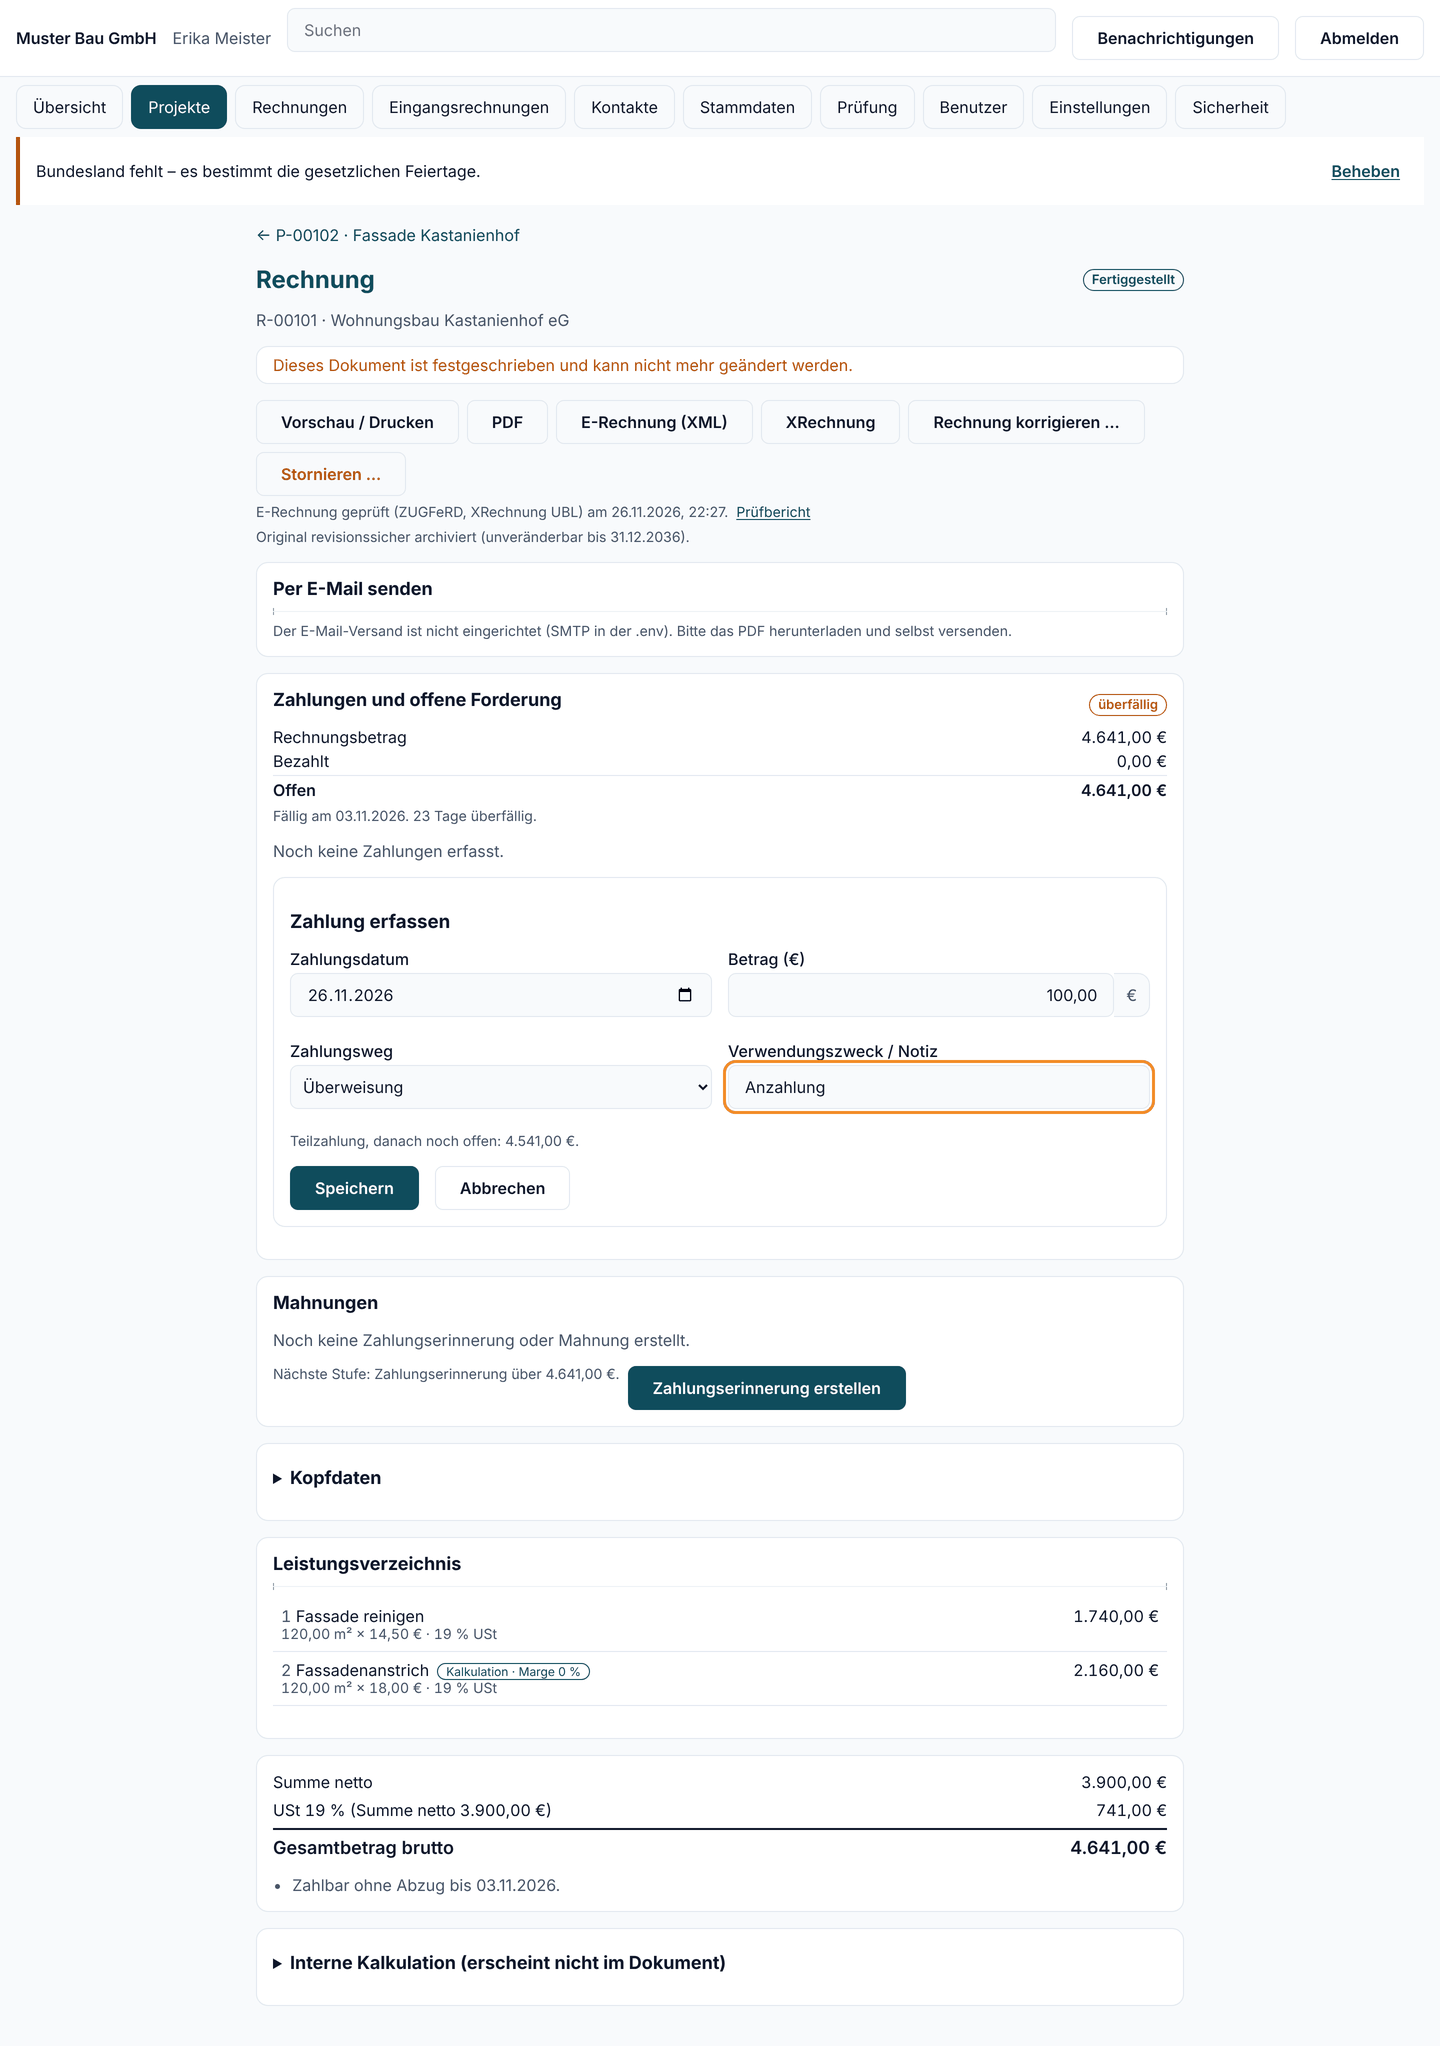 Muster Bau GmbH Erika Meister Suchen Benachrichtigungen Abmelden
Übersicht Projekte Rechnungen Eingangsrechnungen Kontakte Stammdaten Prüfung Benutzer Einstellungen Sicherheit
Bundesland fehlt – es bestimmt die gesetzlichen Feiertage. Beheben
← P-00102 · Fassade Kastanienhof
Rechnung Fertiggestellt
R-00101 · Wohnungsbau Kastanienhof eG
Dieses Dokument ist festgeschrieben und kann nicht mehr geändert werden.
Vorschau / Drucken PDF E-Rechnung (XML) XRechnung Rechnung korrigieren ...
Stornieren ...
E-Rechnung geprüft (ZUGFeRD, XRechnung UBL) am 26.11.2026, 22:27. Prüfbericht
Original revisionssicher archiviert (unveränderbar bis 31.12.2036).
Per E-Mail senden
Der E-Mail-Versand ist nicht eingerichtet (SMTP in der .env). Bitte das PDF herunterladen und selbst versenden.
Zahlungen und offene Forderung überfällig
Rechnungsbetrag 4.641,00 €
Bezahlt 0,00 €
Offen 4.641,00 €
Fällig am 03.11.2026. 23 Tage überfällig.
Noch keine Zahlungen erfasst.
Zahlung erfassen
Zahlungsdatum Betrag (€)
26.11.2026 100,00 €
Zahlungsweg Verwendungszweck / Notiz
Überweisung Anzahlung
Teilzahlung, danach noch offen: 4.541,00 €.
Speichern Abbrechen
Mahnungen
Noch keine Zahlungserinnerung oder Mahnung erstellt.
Nächste Stufe: Zahlungserinnerung über 4.641,00 €. Zahlungserinnerung erstellen
Kopfdaten
Leistungsverzeichnis
1 Fassade reinigen 1.740,00 €
120,00 m² × 14,50 € · 19 % USt
2 Fassadenanstrich Kalkulation · Marge 0 % 2.160,00 €
120,00 m² × 18,00 € · 19 % USt
Summe netto 3.900,00 €
USt 19 % (Summe netto 3.900,00 €) 741,00 €
Gesamtbetrag brutto 4.641,00 €
• Zahlbar ohne Abzug bis 03.11.2026.
Interne Kalkulation (erscheint nicht im Dokument)